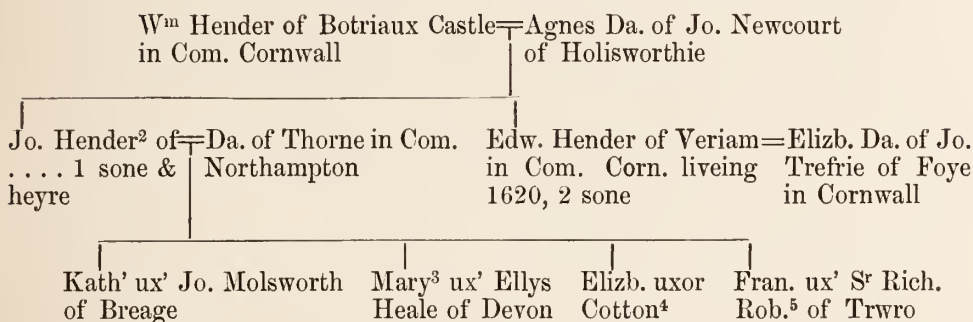 Wᵐ Hender of Botriaux Castle=Agnes Da. of Jo. Newcourt
in Com. Cornwall of Holisworthie
Jo. Hender² of=Da. of Thorne in Com. Edw. Hender of Veriam=Elizb. Da. of Jo.
. . . . 1 sone & Northampton in Com. Corn. liveing Trefrie of Foye
heyre 1620, 2 sone in Cornwall
Kath' ux' Jo. Molsworth Mary³ ux' Ellys Elizb. uxor Fran. ux' Sʳ Rich.
of Breage Heale of Devon Cotton⁴ Rob.⁵ of Trwro